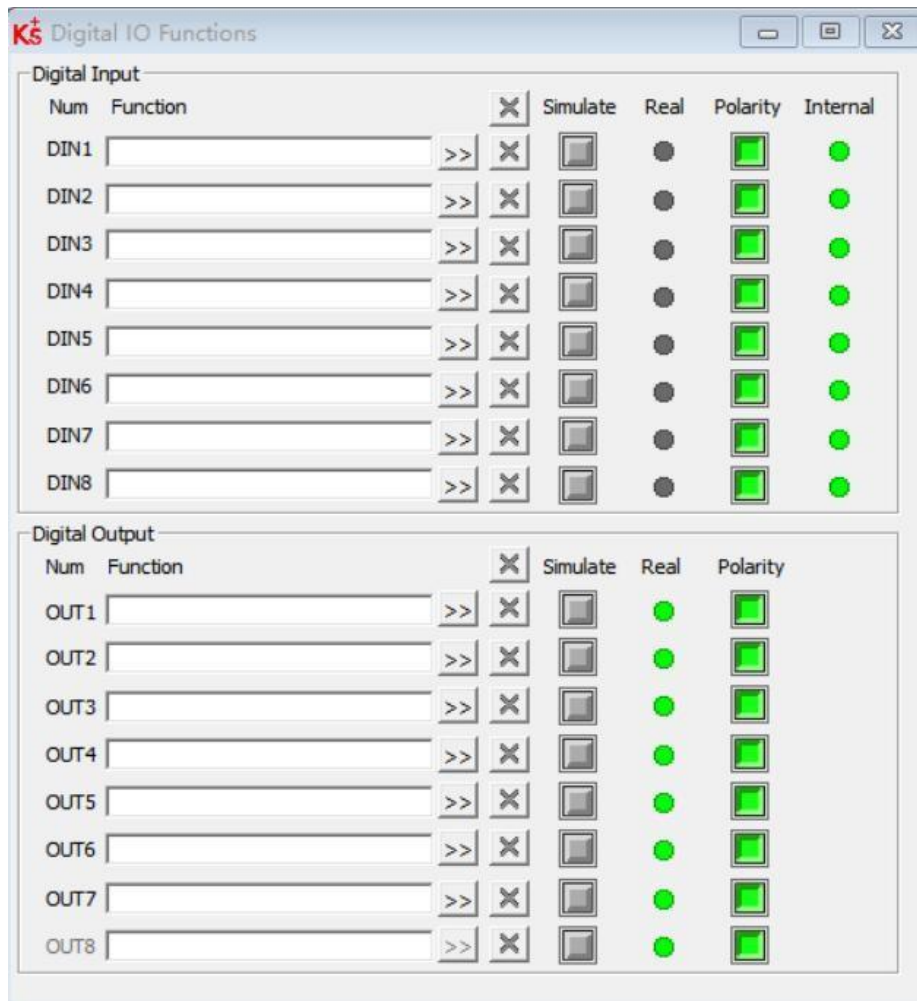 K+S Digital IO Functions
Digital Input
Num Function Simulate Real Polarity Internal
DIN1 >>
DIN2 >>
DIN3 >>
DIN4 >>
DIN5 >>
DIN6 >>
DIN7 >>
DIN8 >>
Digital Output
Num Function Simulate Real Polarity
OUT1 >>
OUT2 >>
OUT3 >>
OUT4 >>
OUT5 >>
OUT6 >>
OUT7 >>
OUT8 >>